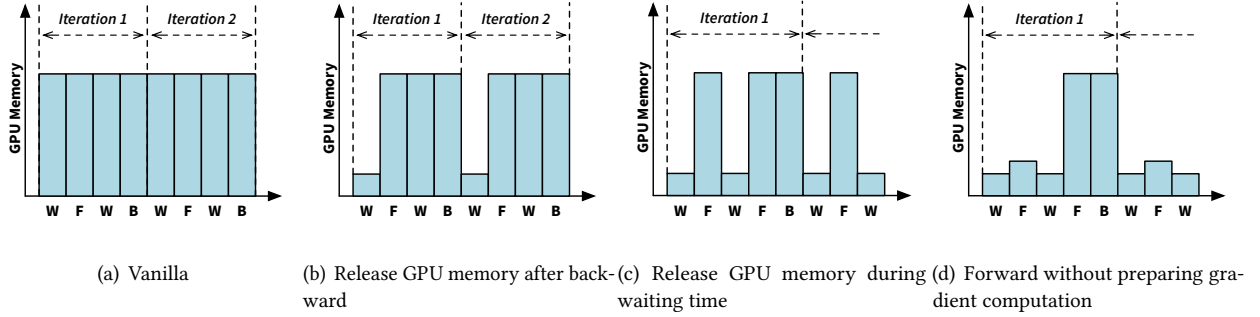 Iteration 1 Iteration 2
GPU Memory
W F W B W F W B
(a) Vanilla
Iteration 1 Iteration 2
GPU Memory
W F W B W F W B
(b) Release GPU memory after back-
ward
Iteration 1
GPU Memory
W F W F B W F W
(c) Release GPU memory during
waiting time
Iteration 1
GPU Memory
W F W F B W F W
(d) Forward without preparing gra-
dient computation